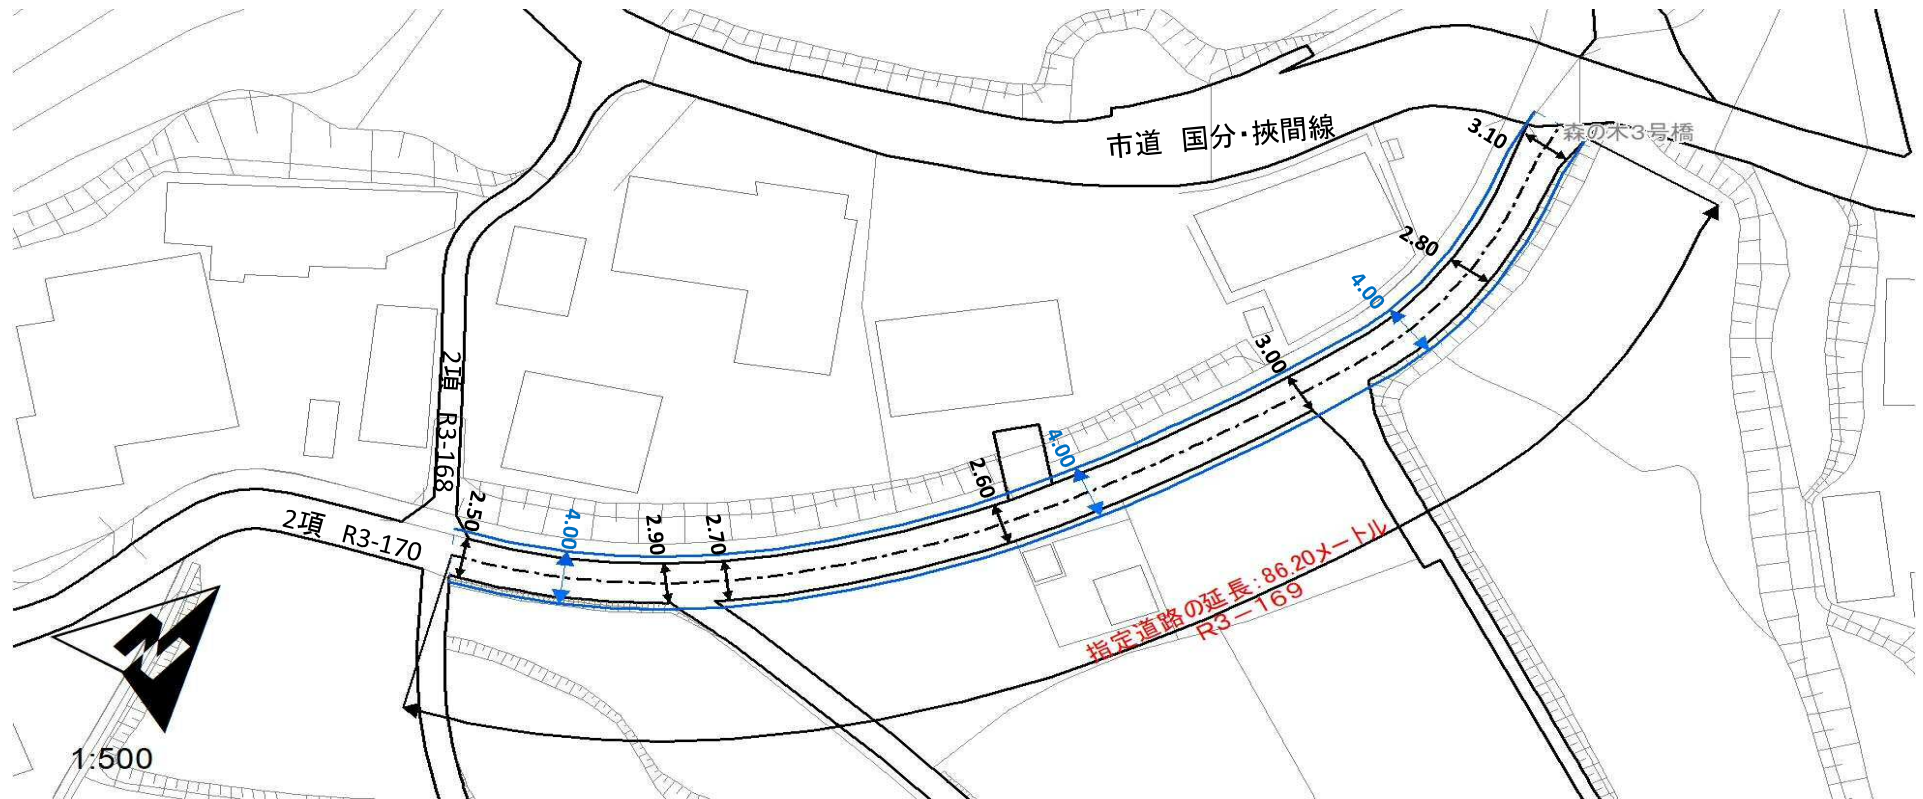 市道 国分・挾間線
森の木3号橋
3.10
2.80
4.00
3.00
2項 R3-168
4.00
2.60
2.50
4.00
2.90
2.70
2項 R3-170
指定道路の延長：86.20メートル
R3－169
N
1:500